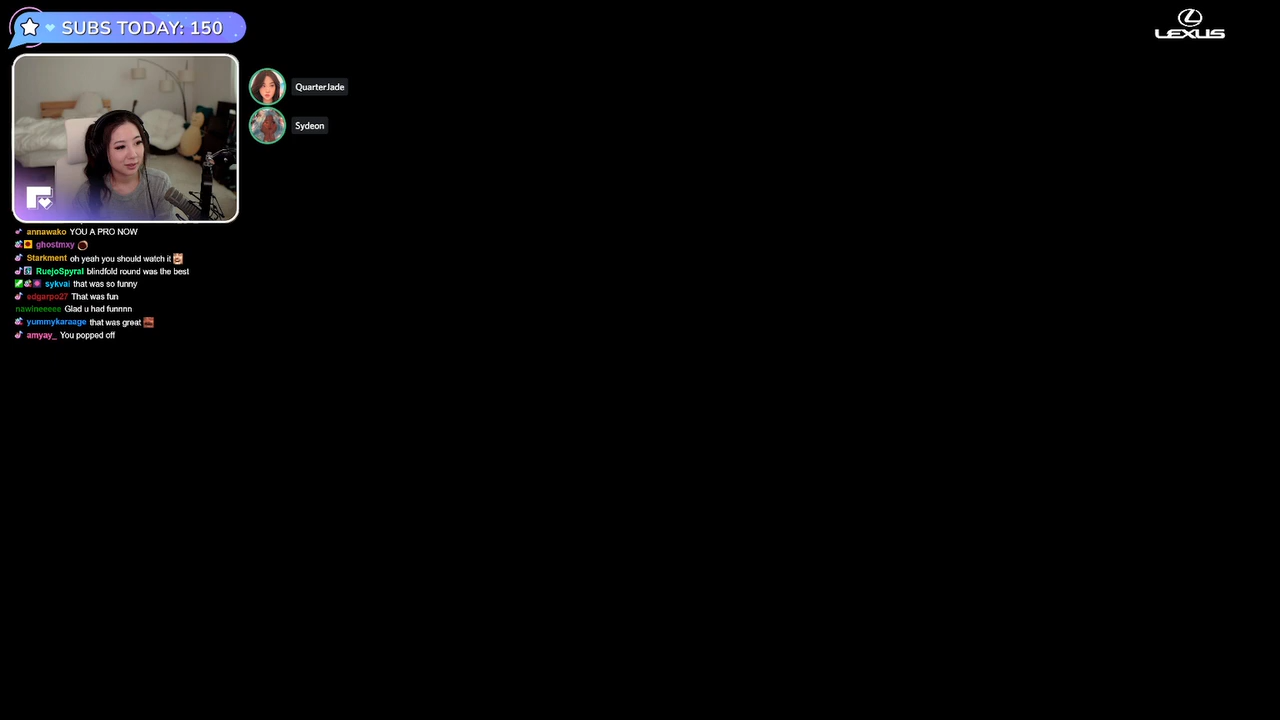 SUBS TODAY: 150
LEXUS
QuarterJade
Sydeon
annawako YOU A PRO NOW
ghostmxy
Starkment oh yeah you should watch it
RuejoSpyral blindfold round was the best
sykvai that was so funny
edgarpo27 That was fun
nawineeeee Glad u had funnnn
yummykaraage that was great
amyay_ You popped off